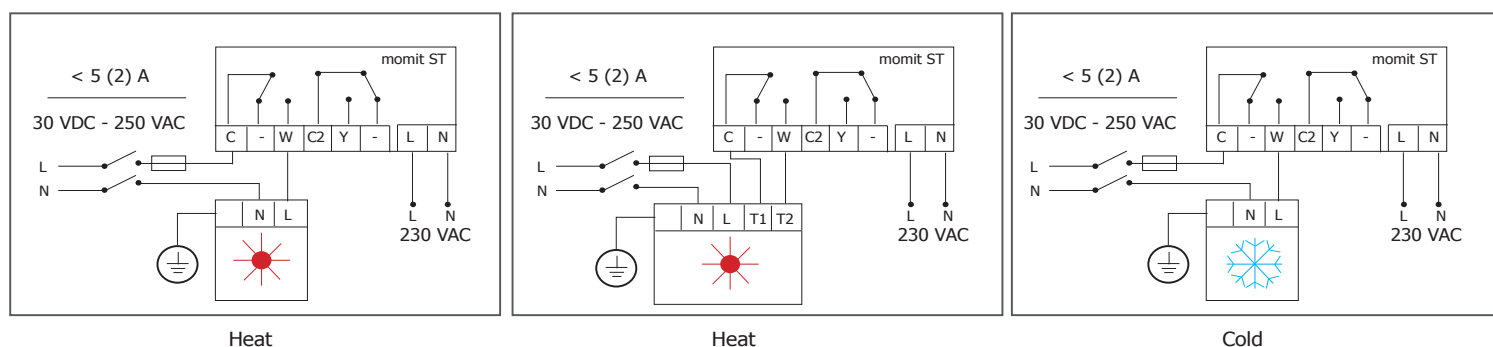 momit ST
< 5 (2) A
30 VDC - 250 VAC
C - W C2 Y - L N
L
N
N L
L N
230 VAC
Heat
momit ST
< 5 (2) A
30 VDC - 250 VAC
C - W C2 Y - L N
L
N
N L T1 T2
L N
230 VAC
Heat
momit ST
< 5 (2) A
30 VDC - 250 VAC
C - W C2 Y - L N
L
N
N L
L N
230 VAC
Cold